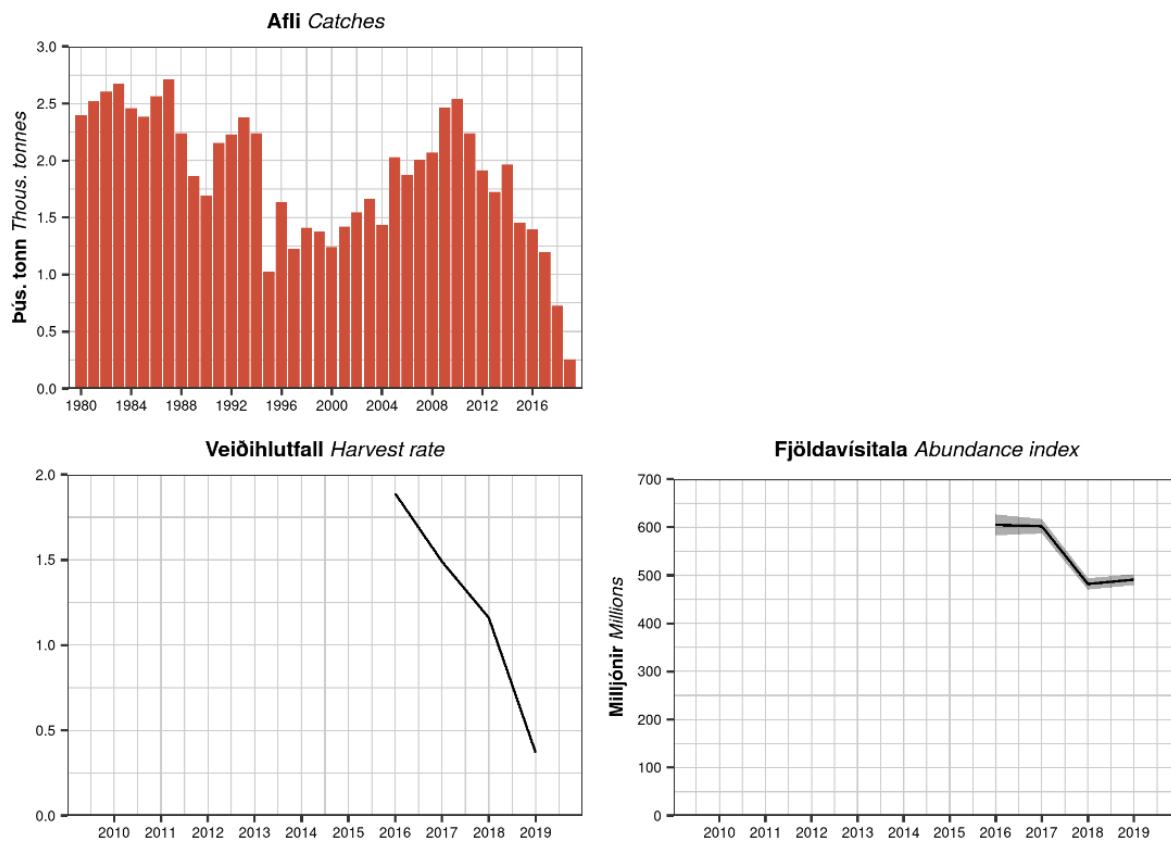 Afli Catches
Þús. tonn Thous. tonnes
3.0
2.5
2.0
1.5
1.0
0.5
0.0
1980 1984 1988 1992 1996 2000 2004 2008 2012 2016
Veiðihlutfall Harvest rate
2.0
1.5
1.0
0.5
0.0
2010 2011 2012 2013 2014 2015 2016 2017 2018 2019
Fjöldavísitala Abundance index
Milljónir Millions
700
600
500
400
300
200
100
0
2010 2011 2012 2013 2014 2015 2016 2017 2018 2019